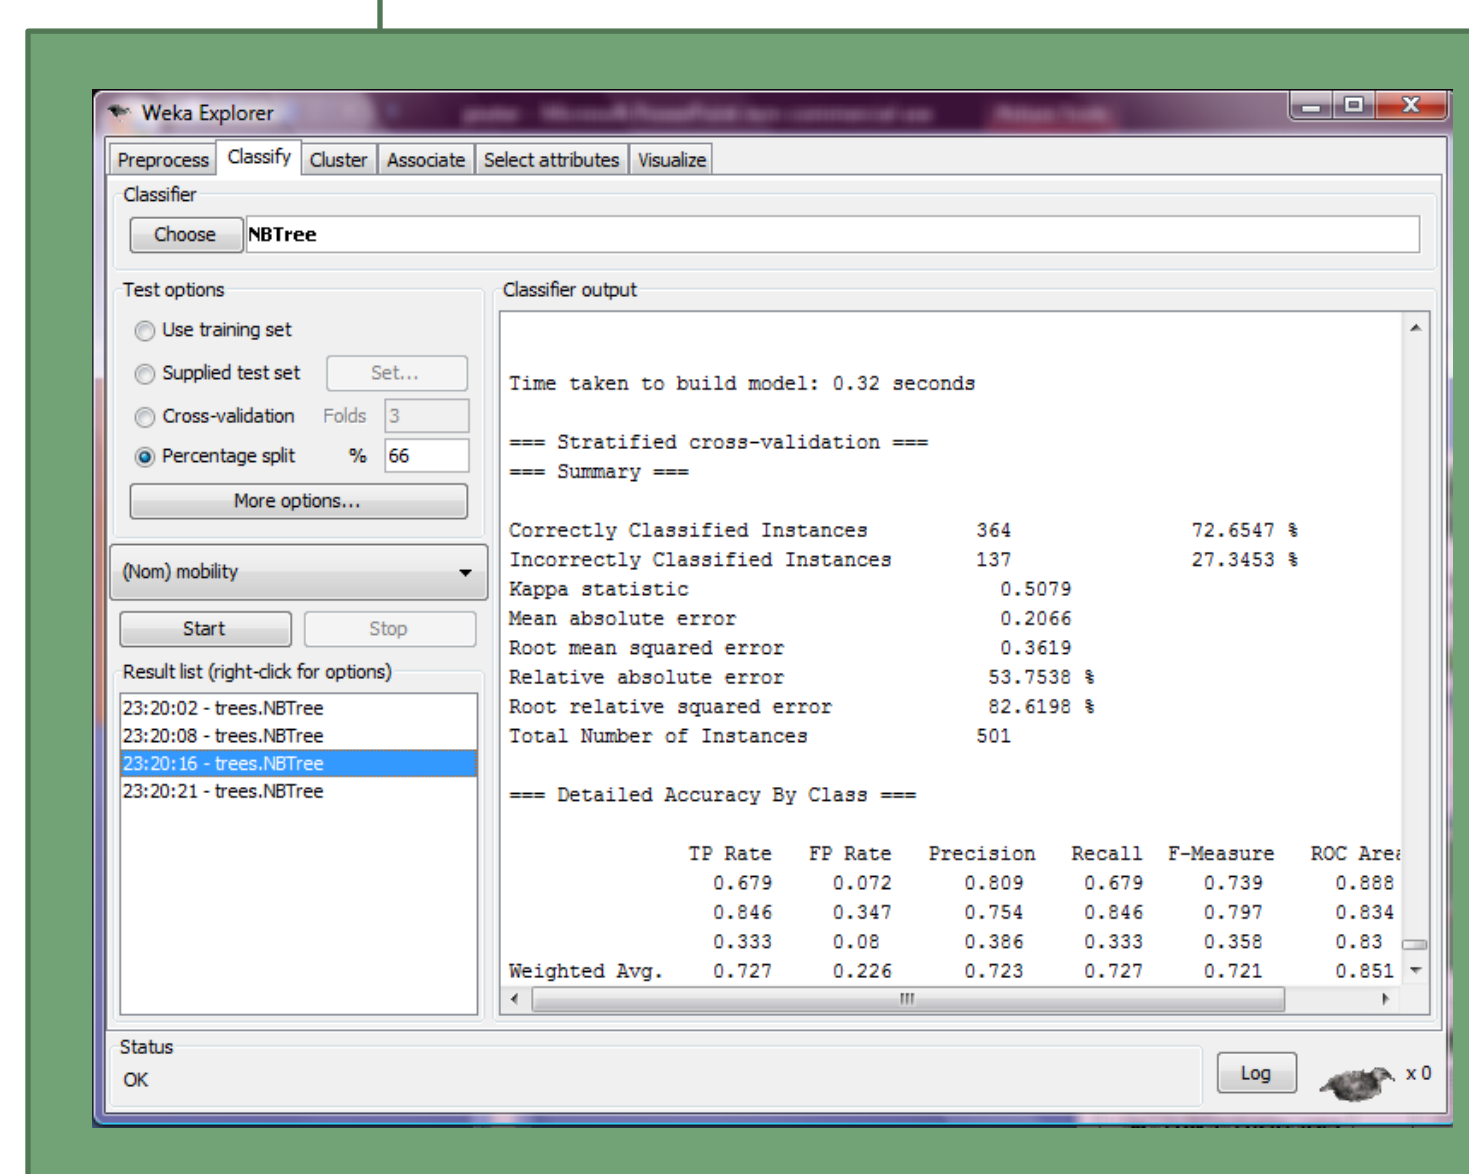 Weka Explorer
Preprocess Classify Cluster Associate Select attributes Visualize
Classifier
Choose NBTree
Test options
Use training set
Supplied test set Set...
Cross-validation Folds 3
Percentage split % 66
More options...
(Nom) mobility
Start Stop
Result list (right-click for options)
23:20:02 - trees.NBTree
23:20:08 - trees.NBTree
23:20:16 - trees.NBTree
23:20:21 - trees.NBTree
Classifier output
Time taken to build model: 0.32 seconds
=== Stratified cross-validation ===
=== Summary ===
Correctly Classified Instances 364 72.6547 %
Incorrectly Classified Instances 137 27.3453 %
Kappa statistic 0.5079
Mean absolute error 0.2066
Root mean squared error 0.3619
Relative absolute error 53.7538 %
Root relative squared error 82.6198 %
Total Number of Instances 501
=== Detailed Accuracy By Class ===
TP Rate FP Rate Precision Recall F-Measure ROC Area
0.679 0.072 0.809 0.679 0.739 0.888
0.846 0.347 0.754 0.846 0.797 0.834
0.333 0.08 0.386 0.333 0.358 0.83
Weighted Avg. 0.727 0.226 0.723 0.727 0.721 0.851
Status
OK
Log x 0